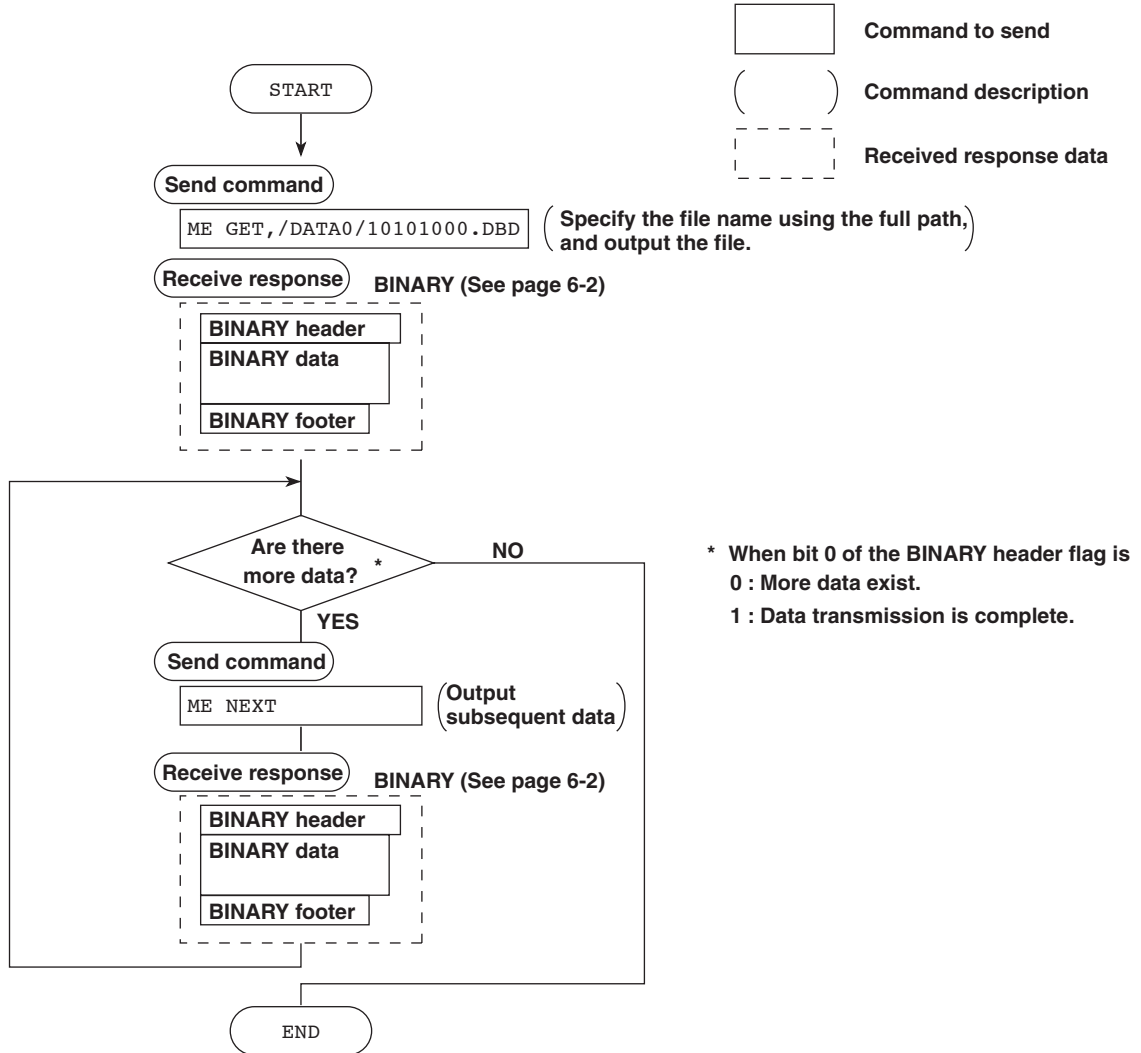 Command to send
Command description
Received response data
START
Send command
ME GET,/DATA0/10101000.DBD
Specify the file name using the full path,
and output the file.
Receive response
BINARY (See page 6-2)
BINARY header
BINARY data
BINARY footer
Are there
more data? *
NO
YES
* When bit 0 of the BINARY header flag is
0 : More data exist.
1 : Data transmission is complete.
Send command
ME NEXT
Output
subsequent data
Receive response
BINARY (See page 6-2)
BINARY header
BINARY data
BINARY footer
END